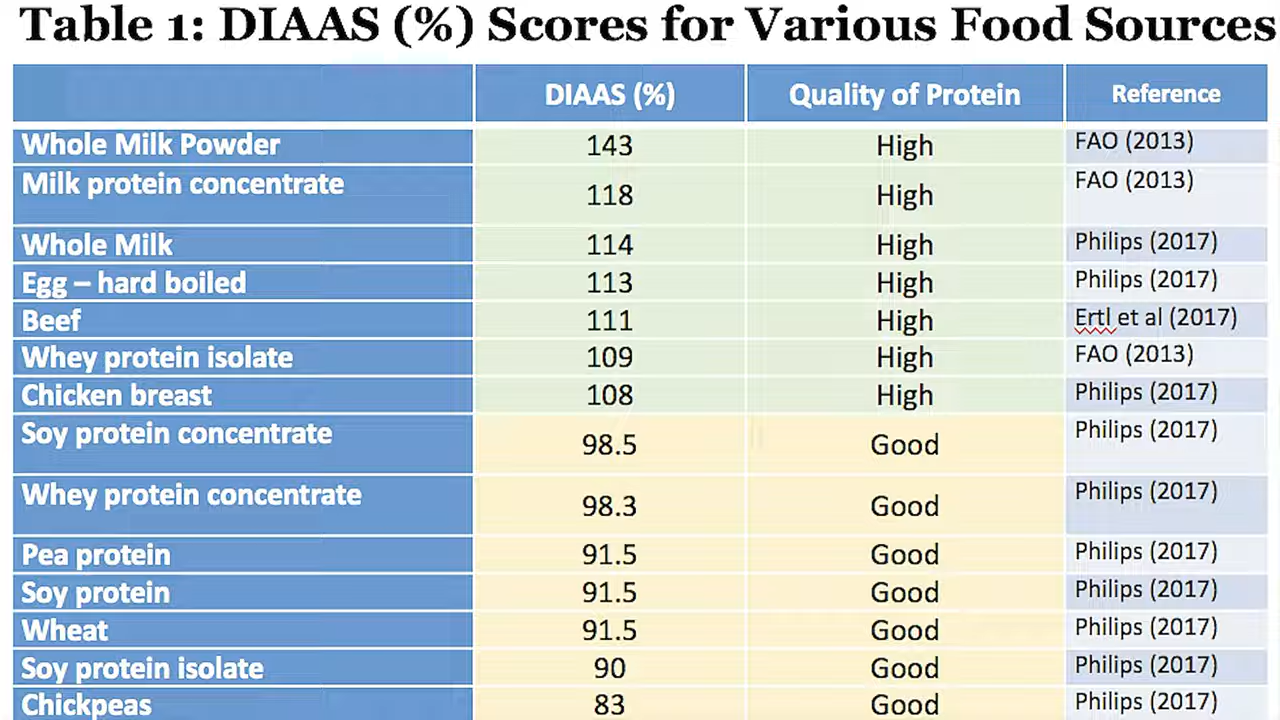 Table 1: DIAAS (%) Scores for Various Food Sources
DIAAS (%) Quality of Protein Reference
Whole Milk Powder 143 High FAO (2013)
Milk protein concentrate 118 High FAO (2013)
Whole Milk 114 High Philips (2017)
Egg – hard boiled 113 High Philips (2017)
Beef 111 High Ertl et al (2017)
Whey protein isolate 109 High FAO (2013)
Chicken breast 108 High Philips (2017)
Soy protein concentrate 98.5 Good Philips (2017)
Whey protein concentrate 98.3 Good Philips (2017)
Pea protein 91.5 Good Philips (2017)
Soy protein 91.5 Good Philips (2017)
Wheat 91.5 Good Philips (2017)
Soy protein isolate 90 Good Philips (2017)
Chickpeas 83 Good Philips (2017)